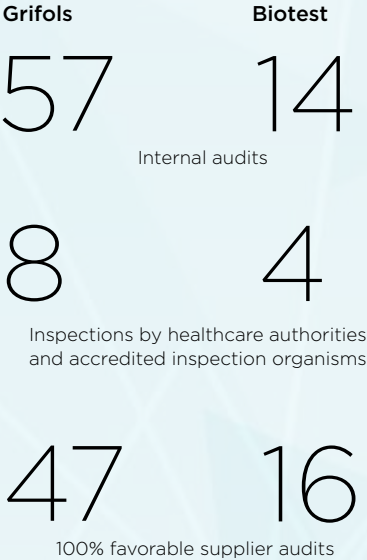 Grifols Biotest
57 14
Internal audits
8 4
Inspections by healthcare authorities
and accredited inspection organisms
47 16
100% favorable supplier audits